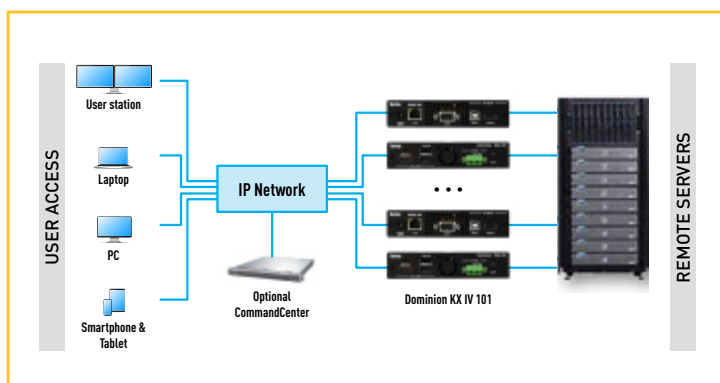 USER ACCESS
User station
Laptop
PC
Smartphone &
Tablet
IP Network
Optional
CommandCenter
• • •
Dominion KX IV 101
REMOTE SERVERS